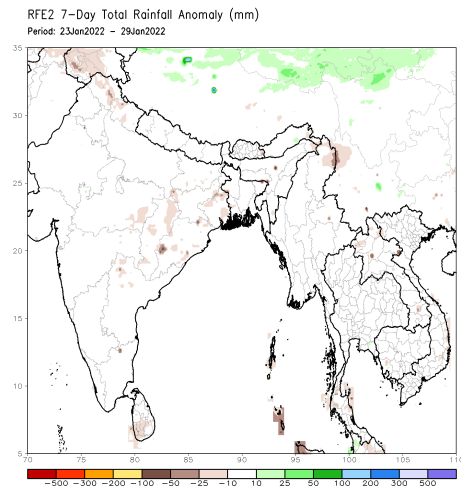 RFE2 7-Day Total Rainfall Anomaly (mm)
Period: 23Jan2022 - 29Jan2022
35
30
25
20
15
10
5
70 75 80 85 90 95 100 105 110
-500 -300 -200 -100 -50 -25 -10 10 25 50 100 200 300 500